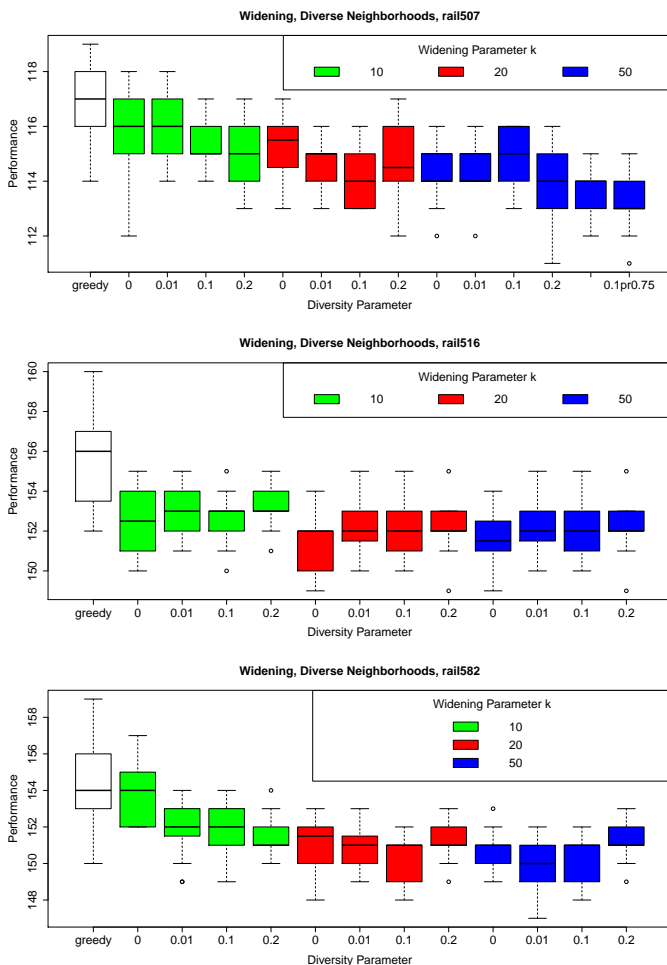 Widening, Diverse Neighborhoods, rail507
Widening Parameter k
10 20 50
Performance
112 114 116 118
greedy 0 0.01 0.1 0.2 0 0.01 0.1 0.2 0 0.01 0.1 0.2 0.1pr0.75
Diversity Parameter
Widening, Diverse Neighborhoods, rail516
Widening Parameter k
10 20 50
Performance
150 152 154 156 158 160
greedy 0 0.01 0.1 0.2 0 0.01 0.1 0.2 0 0.01 0.1 0.2
Diversity Parameter
Widening, Diverse Neighborhoods, rail582
Widening Parameter k
10
20
50
Performance
148 150 152 154 156 158
greedy 0 0.01 0.1 0.2 0 0.01 0.1 0.2 0 0.01 0.1 0.2
Diversity Parameter